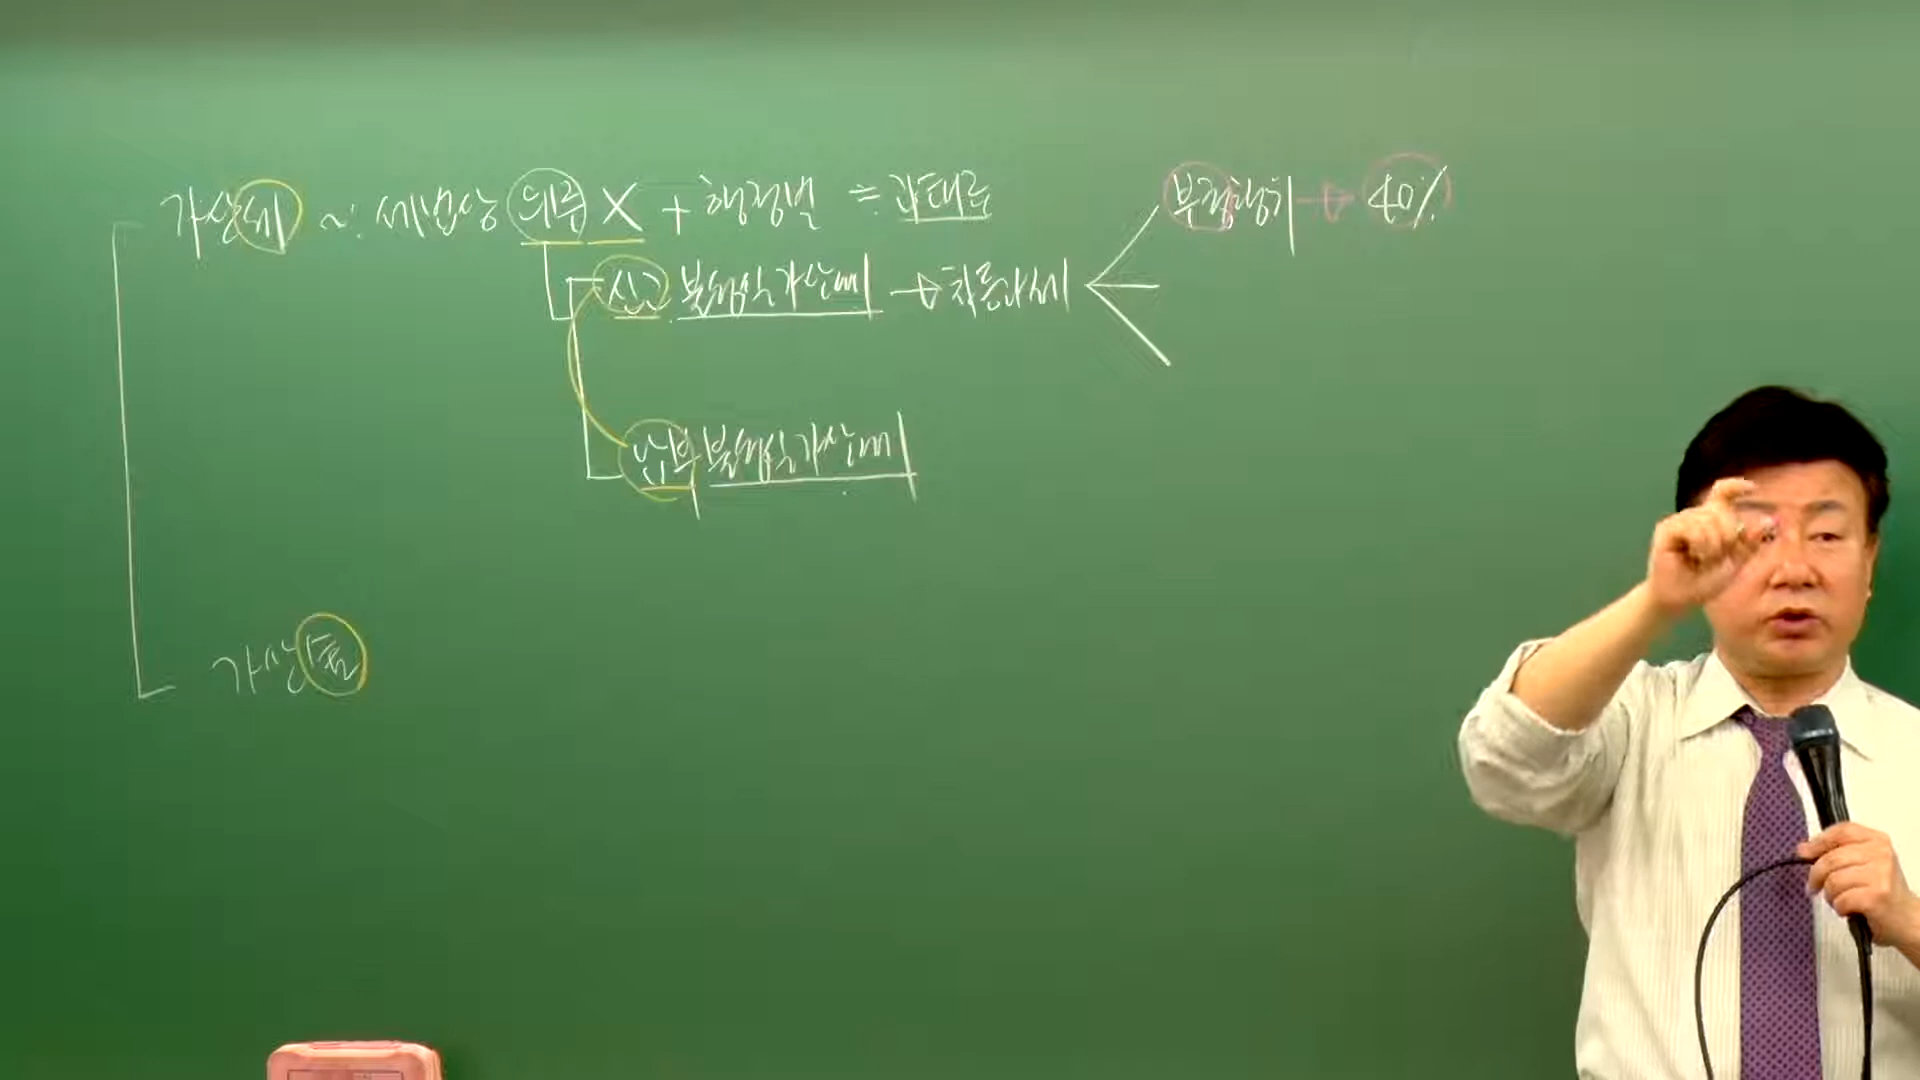 가산세 ∴ 세법상 의무 X + 행정벌 ≒ 과태료
부정행위 → 40%
신고 불성실가산세 → 차등과세
납부 불성실가산세
가산금